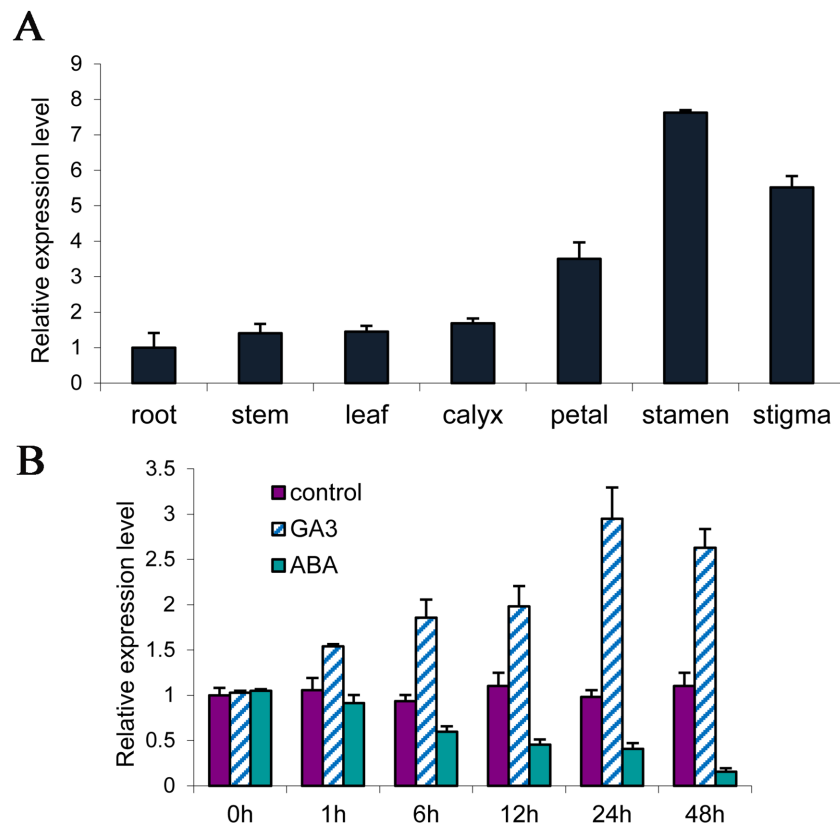 A
Relative expression level
9
8
7
6
5
4
3
2
1
0
root stem leaf calyx petal stamen stigma
B
Relative expression level
3.5
3
2.5
2
1.5
1
0.5
0
control
GA3
ABA
0h 1h 6h 12h 24h 48h